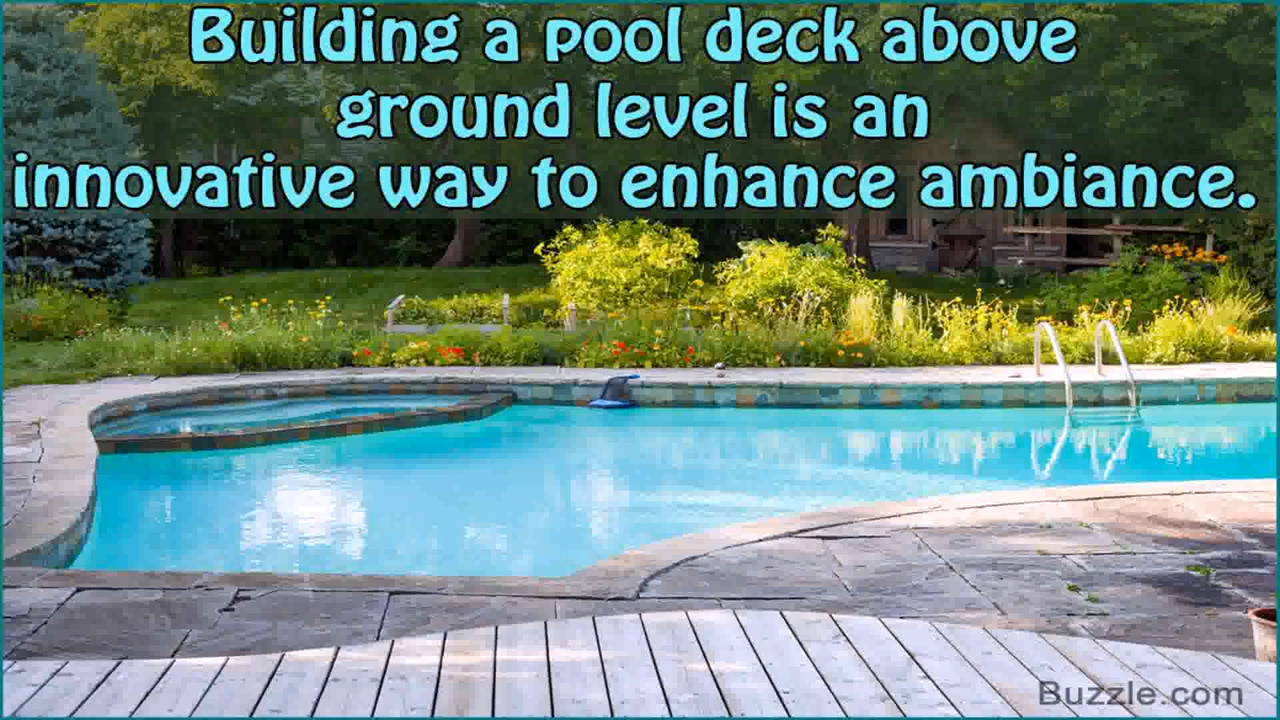 Building a pool deck above
ground level is an
innovative way to enhance ambiance.
Buzzle.com